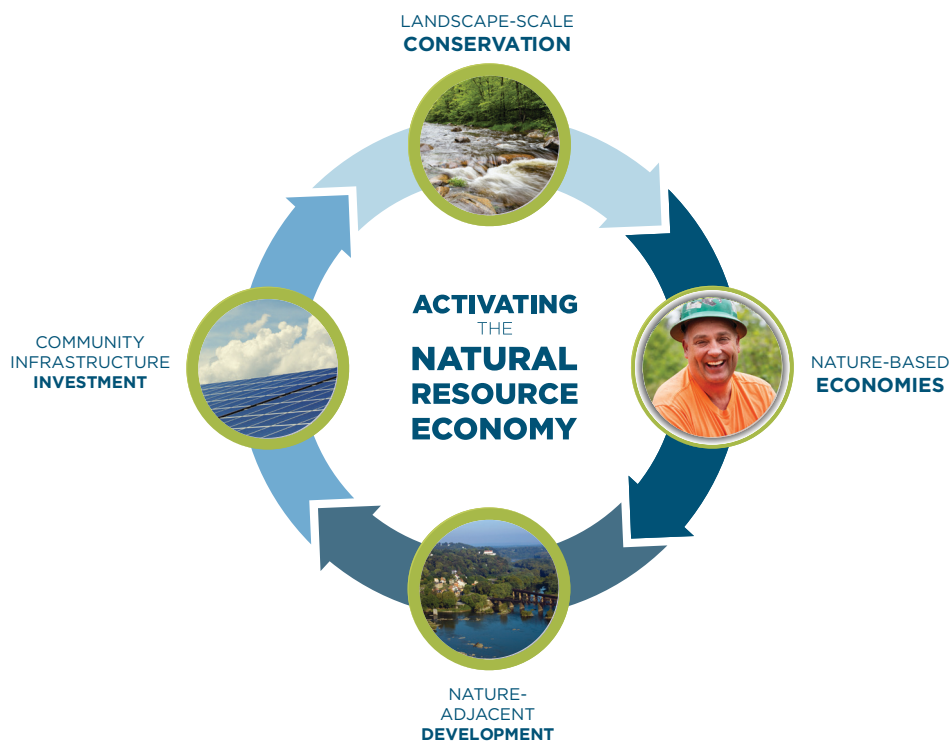 LANDSCAPE-SCALE
CONSERVATION
ACTIVATING
THE
NATURAL
RESOURCE
ECONOMY
NATURE-BASED
ECONOMIES
NATURE-
ADJACENT
DEVELOPMENT
COMMUNITY
INFRASTRUCTURE
INVESTMENT